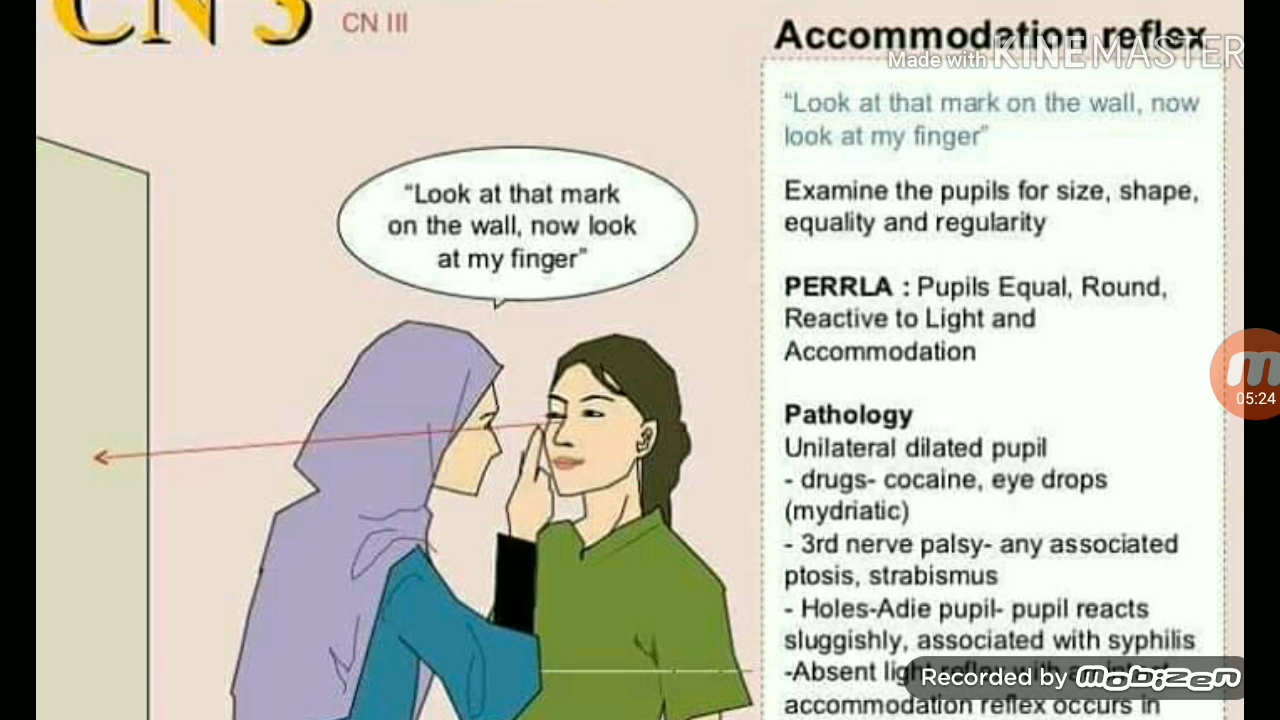 CN 3
CN III
Accommodation reflex
Made with KINEMASTER
“Look at that mark on the wall, now
look at my finger”
“Look at that mark
on the wall, now look
at my finger”
Examine the pupils for size, shape,
equality and regularity
PERRLA : Pupils Equal, Round,
Reactive to Light and
Accommodation
05:24
Pathology
Unilateral dilated pupil
- drugs- cocaine, eye drops
(mydriatic)
- 3rd nerve palsy- any associated
ptosis, strabismus
- Holes-Adie pupil- pupil reacts
sluggishly, associated with syphilis
-Absent light reflex with
Recorded by mobizen
accommodation reflex occurs in